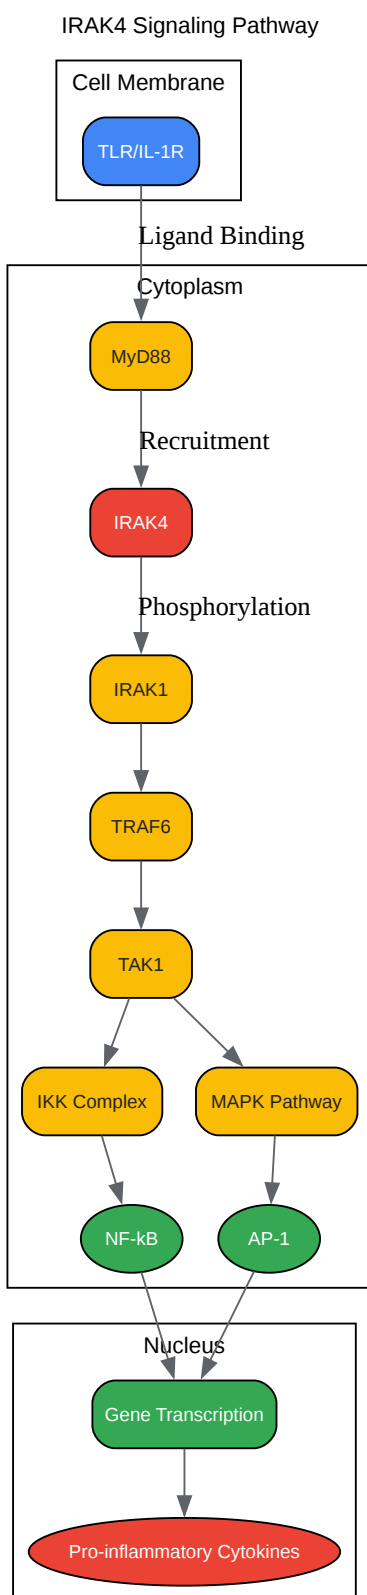 IRAK4 Signaling Pathway
Cell Membrane
TLR/IL-1R
Ligand Binding
Cytoplasm
MyD88
Recruitment
IRAK4
Phosphorylation
IRAK1
TRAF6
TAK1
IKK Complex
MAPK Pathway
NF-kB
AP-1
Nucleus
Gene Transcription
Pro-inflammatory Cytokines